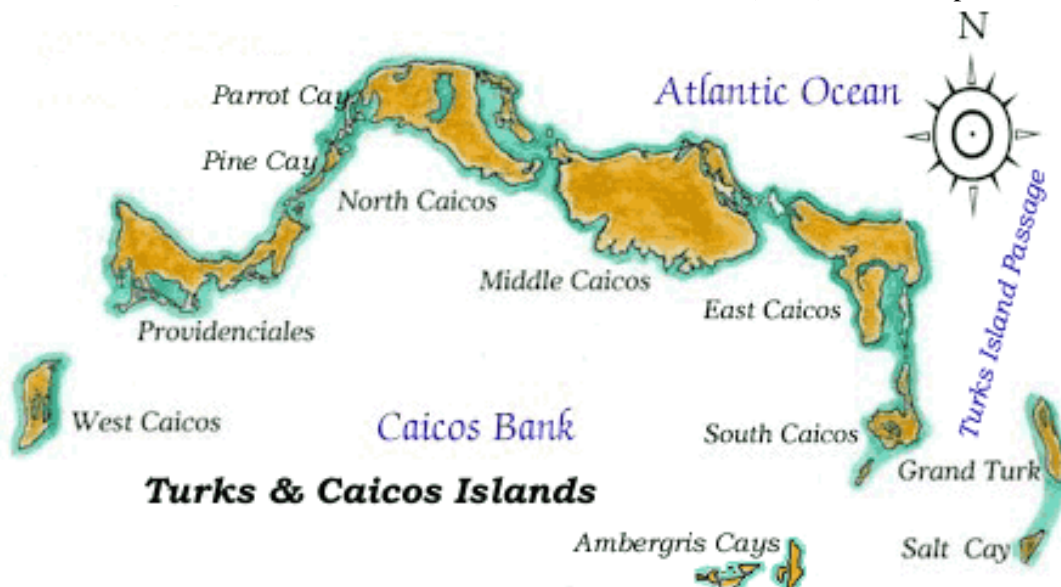 N
Parrot Cay
Atlantic Ocean
Pine Cay
North Caicos
Turks Island Passage
Middle Caicos
East Caicos
Providenciales
West Caicos
Caicos Bank
South Caicos
Grand Turk
Turks & Caicos Islands
Ambergris Cays
Salt Cay